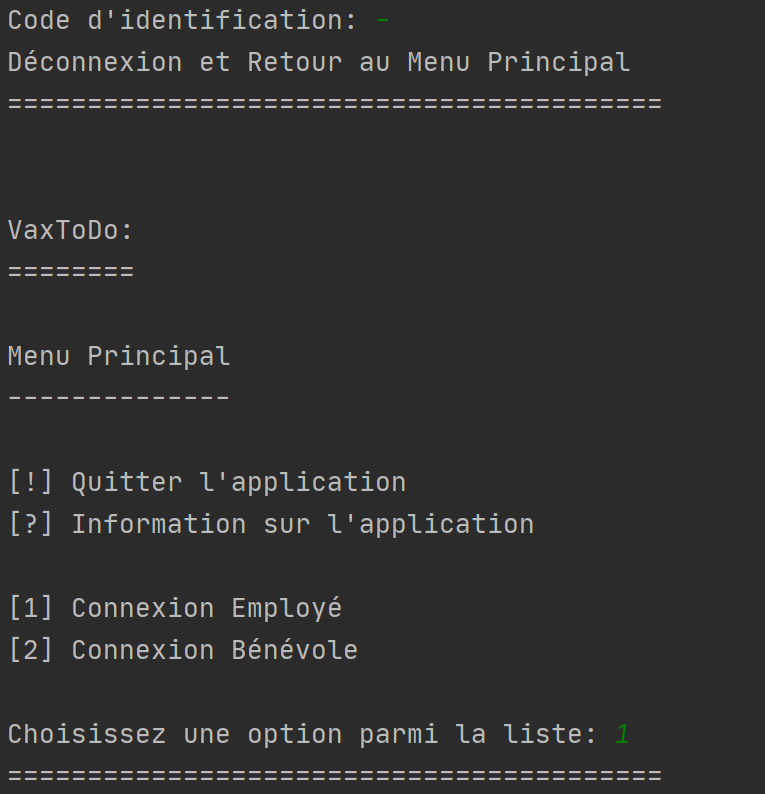 Code d'identification: -
Déconnexion et Retour au Menu Principal
=========================================
VaxToDo:
========
Menu Principal
--------------
[!] Quitter l'application
[?] Information sur l'application
[1] Connexion Employé
[2] Connexion Bénévole
Choisissez une option parmi la liste: 1
=========================================